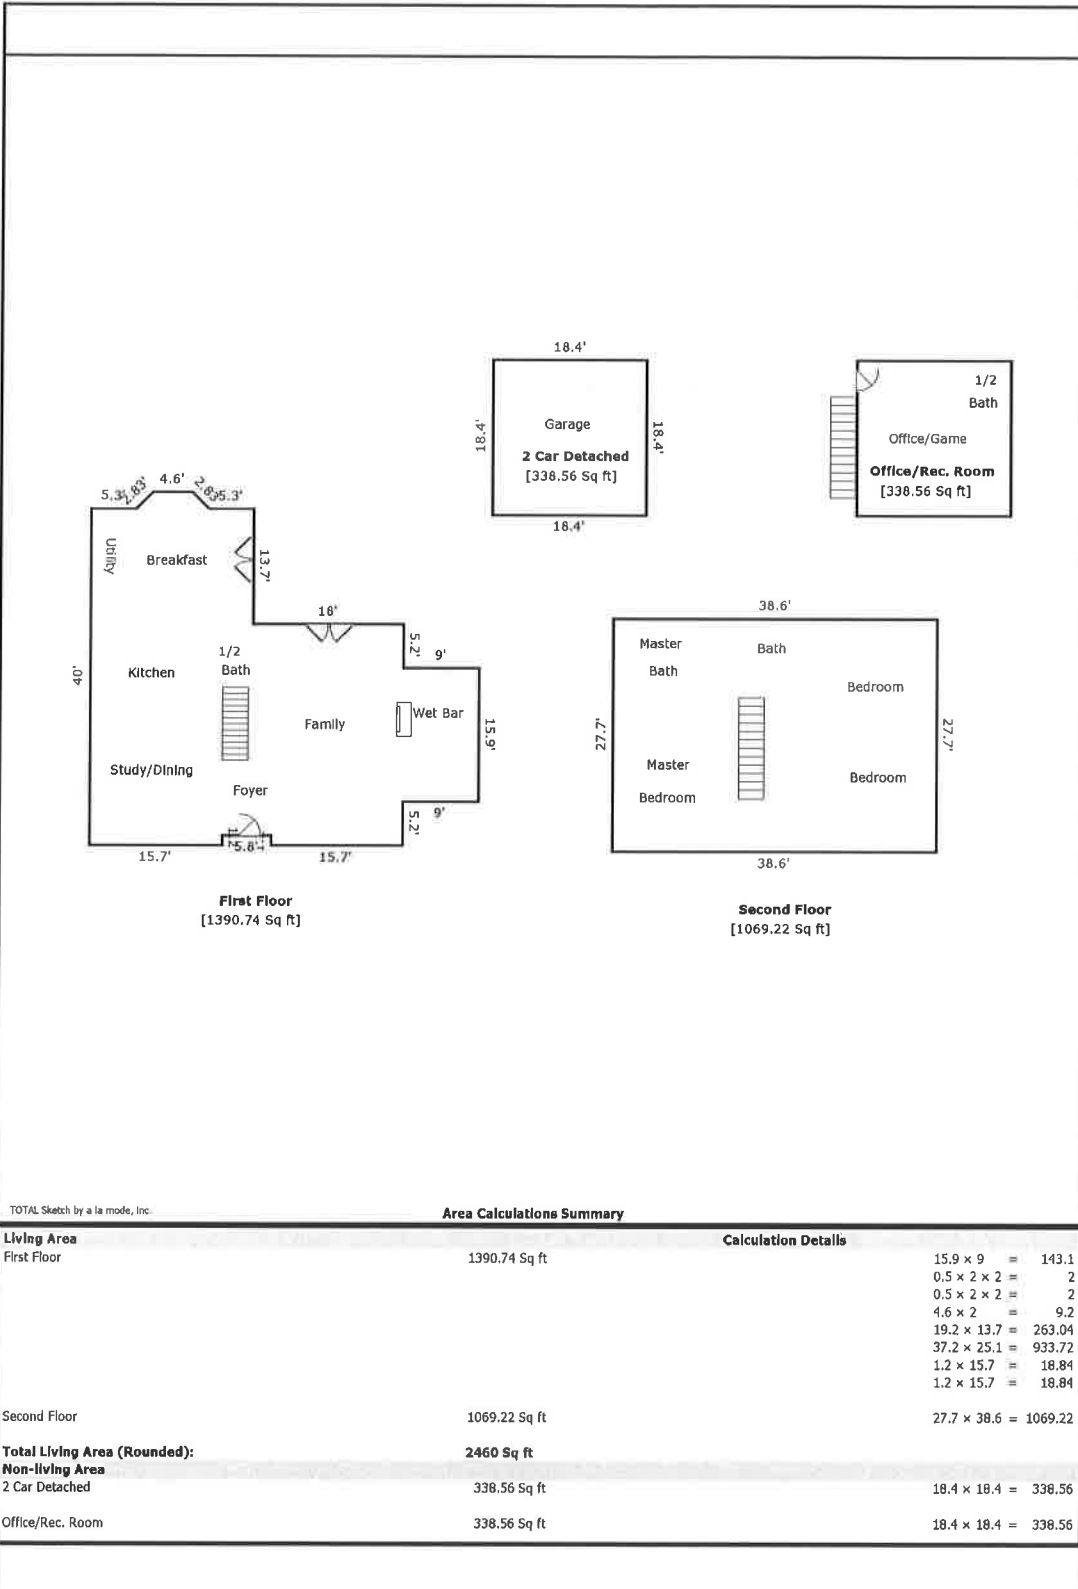 18.4'
18.4'
Garage
18.4'
2 Car Detached
[338.56 Sq ft]
18.4'
1/2
Bath
Office/Game
Office/Rec. Room
[338.56 Sq ft]
4.6'
5.3'
2.83'
2.83'
5.3'
Utility
Breakfast
13.7'
18'
5.2'
9'
40'
Kitchen
1/2
Bath
Family
Wet Bar
15.9'
Study/Dining
Foyer
5.2'
9'
5.8'
15.7'
15.7'
First Floor
[1390.74 Sq ft]
38.6'
Master
Bath
Bath
Bedroom
27.7'
27.7'
Master
Bedroom
Bedroom
38.6'
Second Floor
[1069.22 Sq ft]
TOTAL Sketch by a la mode, inc.
Area Calculations Summary
Living Area Calculation Details
First Floor 1390.74 Sq ft 15.9 × 9 = 143.1
0.5 × 2 × 2 = 2
0.5 × 2 × 2 = 2
4.6 × 2 = 9.2
19.2 × 13.7 = 263.04
37.2 × 25.1 = 933.72
1.2 × 15.7 = 18.84
1.2 × 15.7 = 18.84
Second Floor 1069.22 Sq ft 27.7 × 38.6 = 1069.22
Total Living Area (Rounded): 2460 Sq ft
Non-living Area
2 Car Detached 338.56 Sq ft 18.4 × 18.4 = 338.56
Office/Rec. Room 338.56 Sq ft 18.4 × 18.4 = 338.56